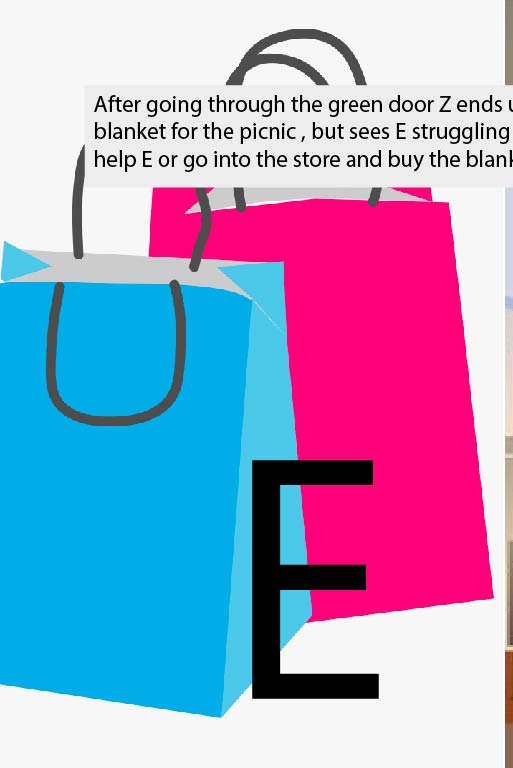 After going through the green door Z ends
blanket for the picnic , but sees E struggling
help E or go into the store and buy the
E